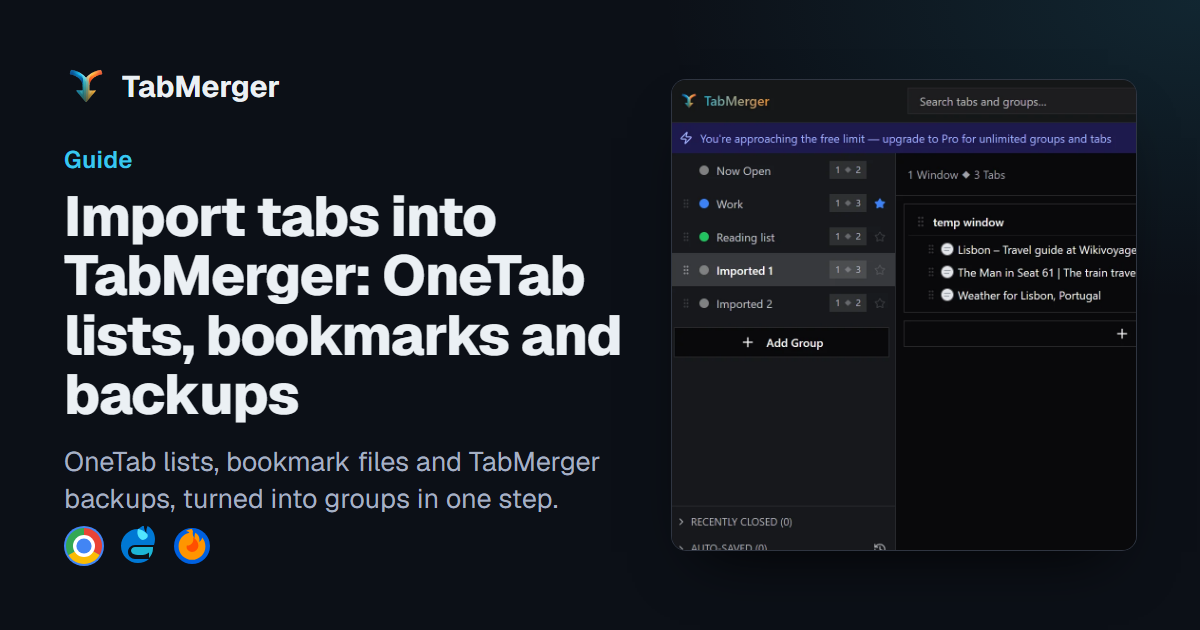 TabMerger
Guide
Import tabs into
TabMerger: OneTab
lists, bookmarks and
backups
OneTab lists, bookmark files and TabMerger
backups, turned into groups in one step.
TabMerger
Search tabs and groups...
You're approaching the free limit — upgrade to Pro for unlimited groups and tabs
Now Open 1 ◆ 2
Work 1 ◆ 3
Reading list 1 ◆ 2
Imported 1 1 ◆ 3
Imported 2 1 ◆ 2
+ Add Group
RECENTLY CLOSED (0)
AUTO-SAVED (0)
1 Window ◆ 3 Tabs
temp window
Lisbon – Travel guide at Wikivoyage
The Man in Seat 61 | The train trave
Weather for Lisbon, Portugal
+